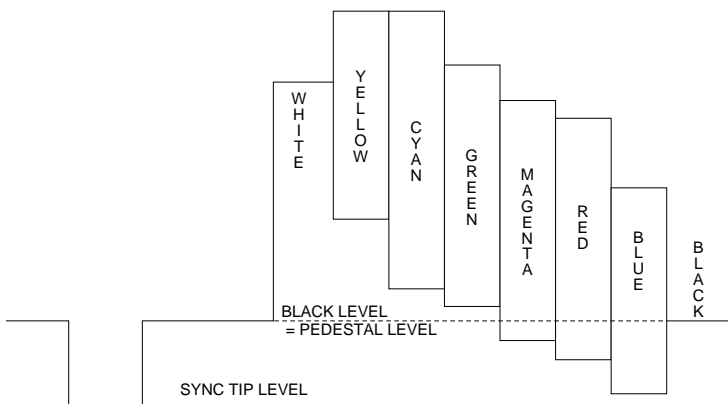 WHITE
YELLOW
CYAN
GREEN
MAGENTA
RED
BLUE
BLACK
BLACK LEVEL
= PEDESTAL LEVEL
SYNC TIP LEVEL